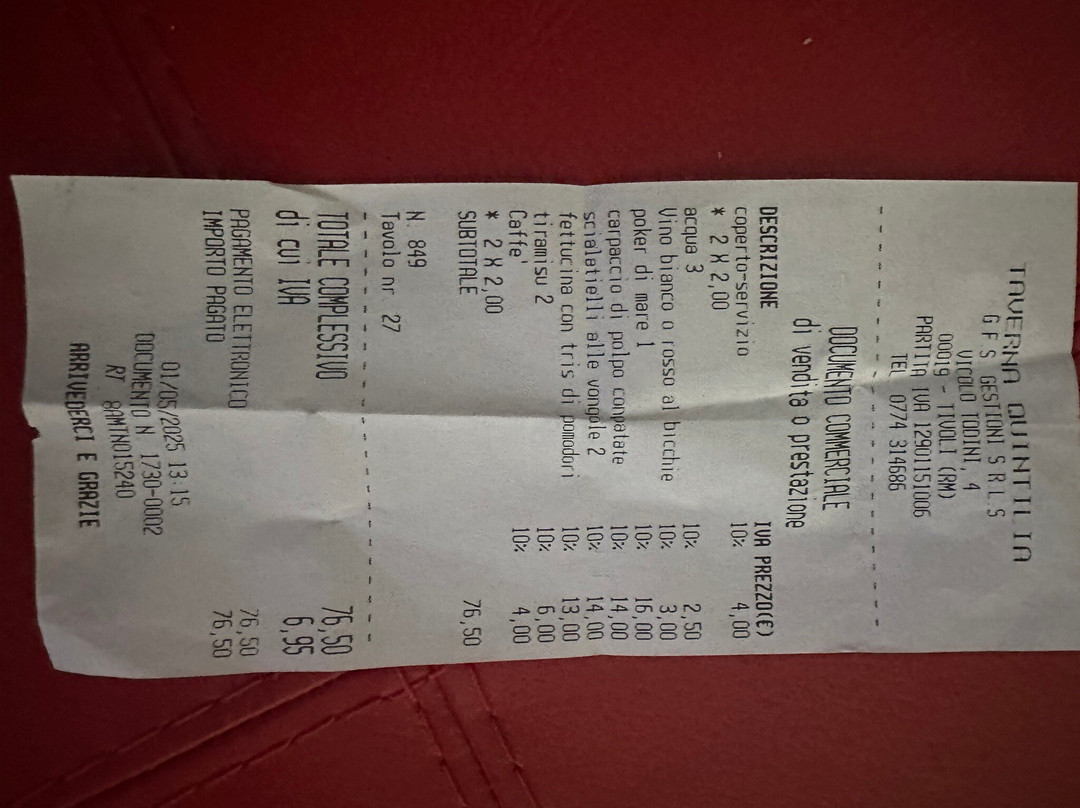 TAVERNA QUINTILIA
G F S GESTIONI S R L S
VICOLO TODINI, 4
00019 - TIVOLI (RM)
PARTITA IVA 12901151006
TEL 0774 314686
DOCUMENTO COMMERCIALE
di vendita o prestazione
DESCRIZIONE IVA PREZZO(€)
coperto-servizio 10% 4,00
* 2 X 2,00
acqua 3 10% 2,50
Vino bianco o rosso al bicchie 10% 3,00
poker di mare 1 10% 16,00
carpaccio di polpo conpatate 10% 14,00
scialatielli alle vongole 2 10% 14,00
fettucina con tris di pomodori 10% 13,00
tiramisu 2 10% 6,00
Caffe' 10% 4,00
* 2 X 2,00
SUBTOTALE 76,50
N. 849
Tavolo nr. 27
TOTALE COMPLESSIVO 76,50
di cui IVA 6,95
PAGAMENTO ELETTRONICO 76,50
IMPORTO PAGATO 76,50
01/05/2025 13:15
DOCUMENTO N 1730-0002
RT 8AMTN015240
ARRIVEDERCI E GRAZIE